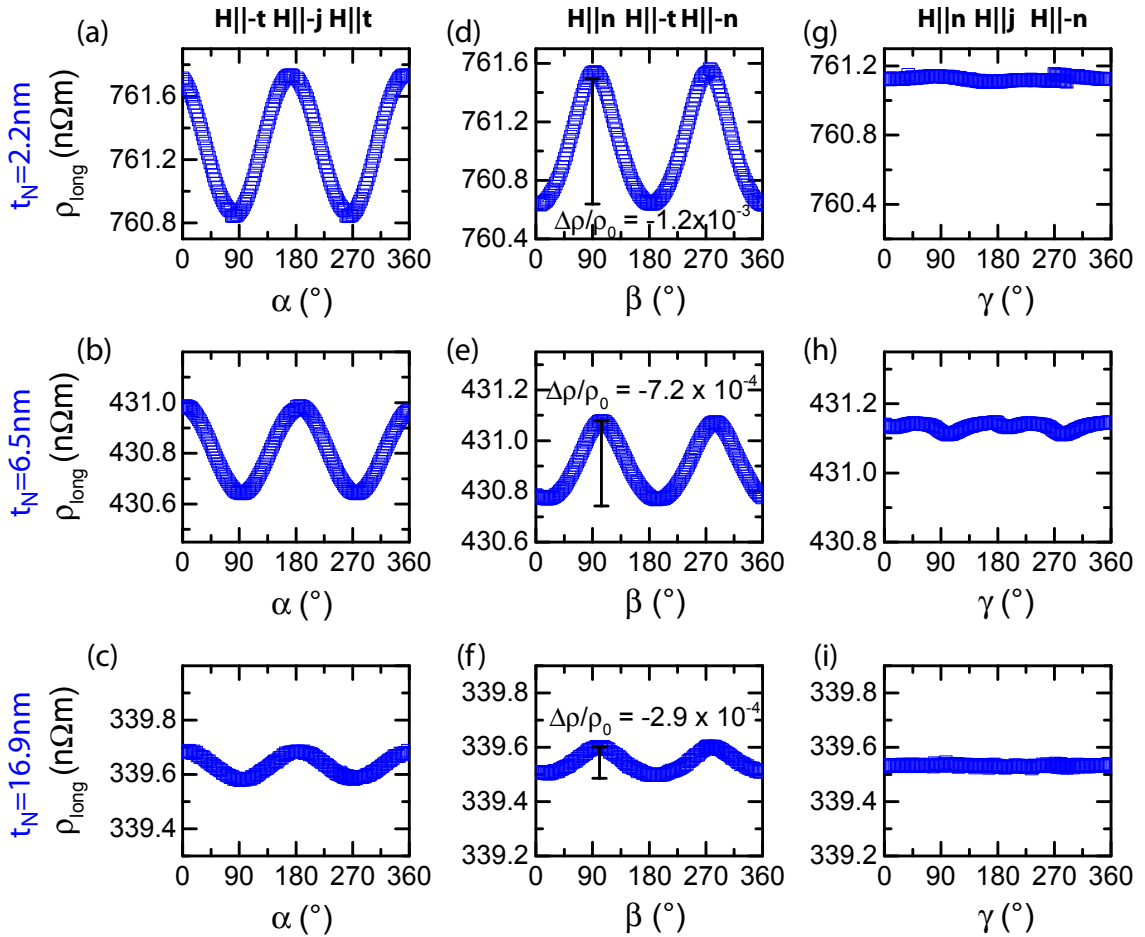 H||-t H||-j H||t
H||n H||-t H||-n
H||n H||j H||-n
(a)
(d)
(g)
t_N=2.2nm
ρ_long (nΩm)
761.6
761.2
760.8
0 90 180 270 360
α (°)
761.6
761.2
760.8
760.4
Δρ/ρ₀ = -1.2x10⁻³
0 90 180 270 360
β (°)
761.2
760.8
760.4
0 90 180 270 360
γ (°)
(b)
(e)
(h)
t_N=6.5nm
ρ_long (nΩm)
431.0
430.8
430.6
0 90 180 270 360
α (°)
431.2
431.0
430.8
430.6
Δρ/ρ₀ = -7.2 x 10⁻⁴
0 90 180 270 360
β (°)
431.2
431.0
430.8
0 90 180 270 360
γ (°)
(c)
(f)
(i)
t_N=16.9nm
ρ_long (nΩm)
339.8
339.6
339.4
0 90 180 270 360
α (°)
339.8
339.6
339.4
339.2
Δρ/ρ₀ = -2.9 x 10⁻⁴
0 90 180 270 360
β (°)
339.8
339.6
339.4
339.2
0 90 180 270 360
γ (°)